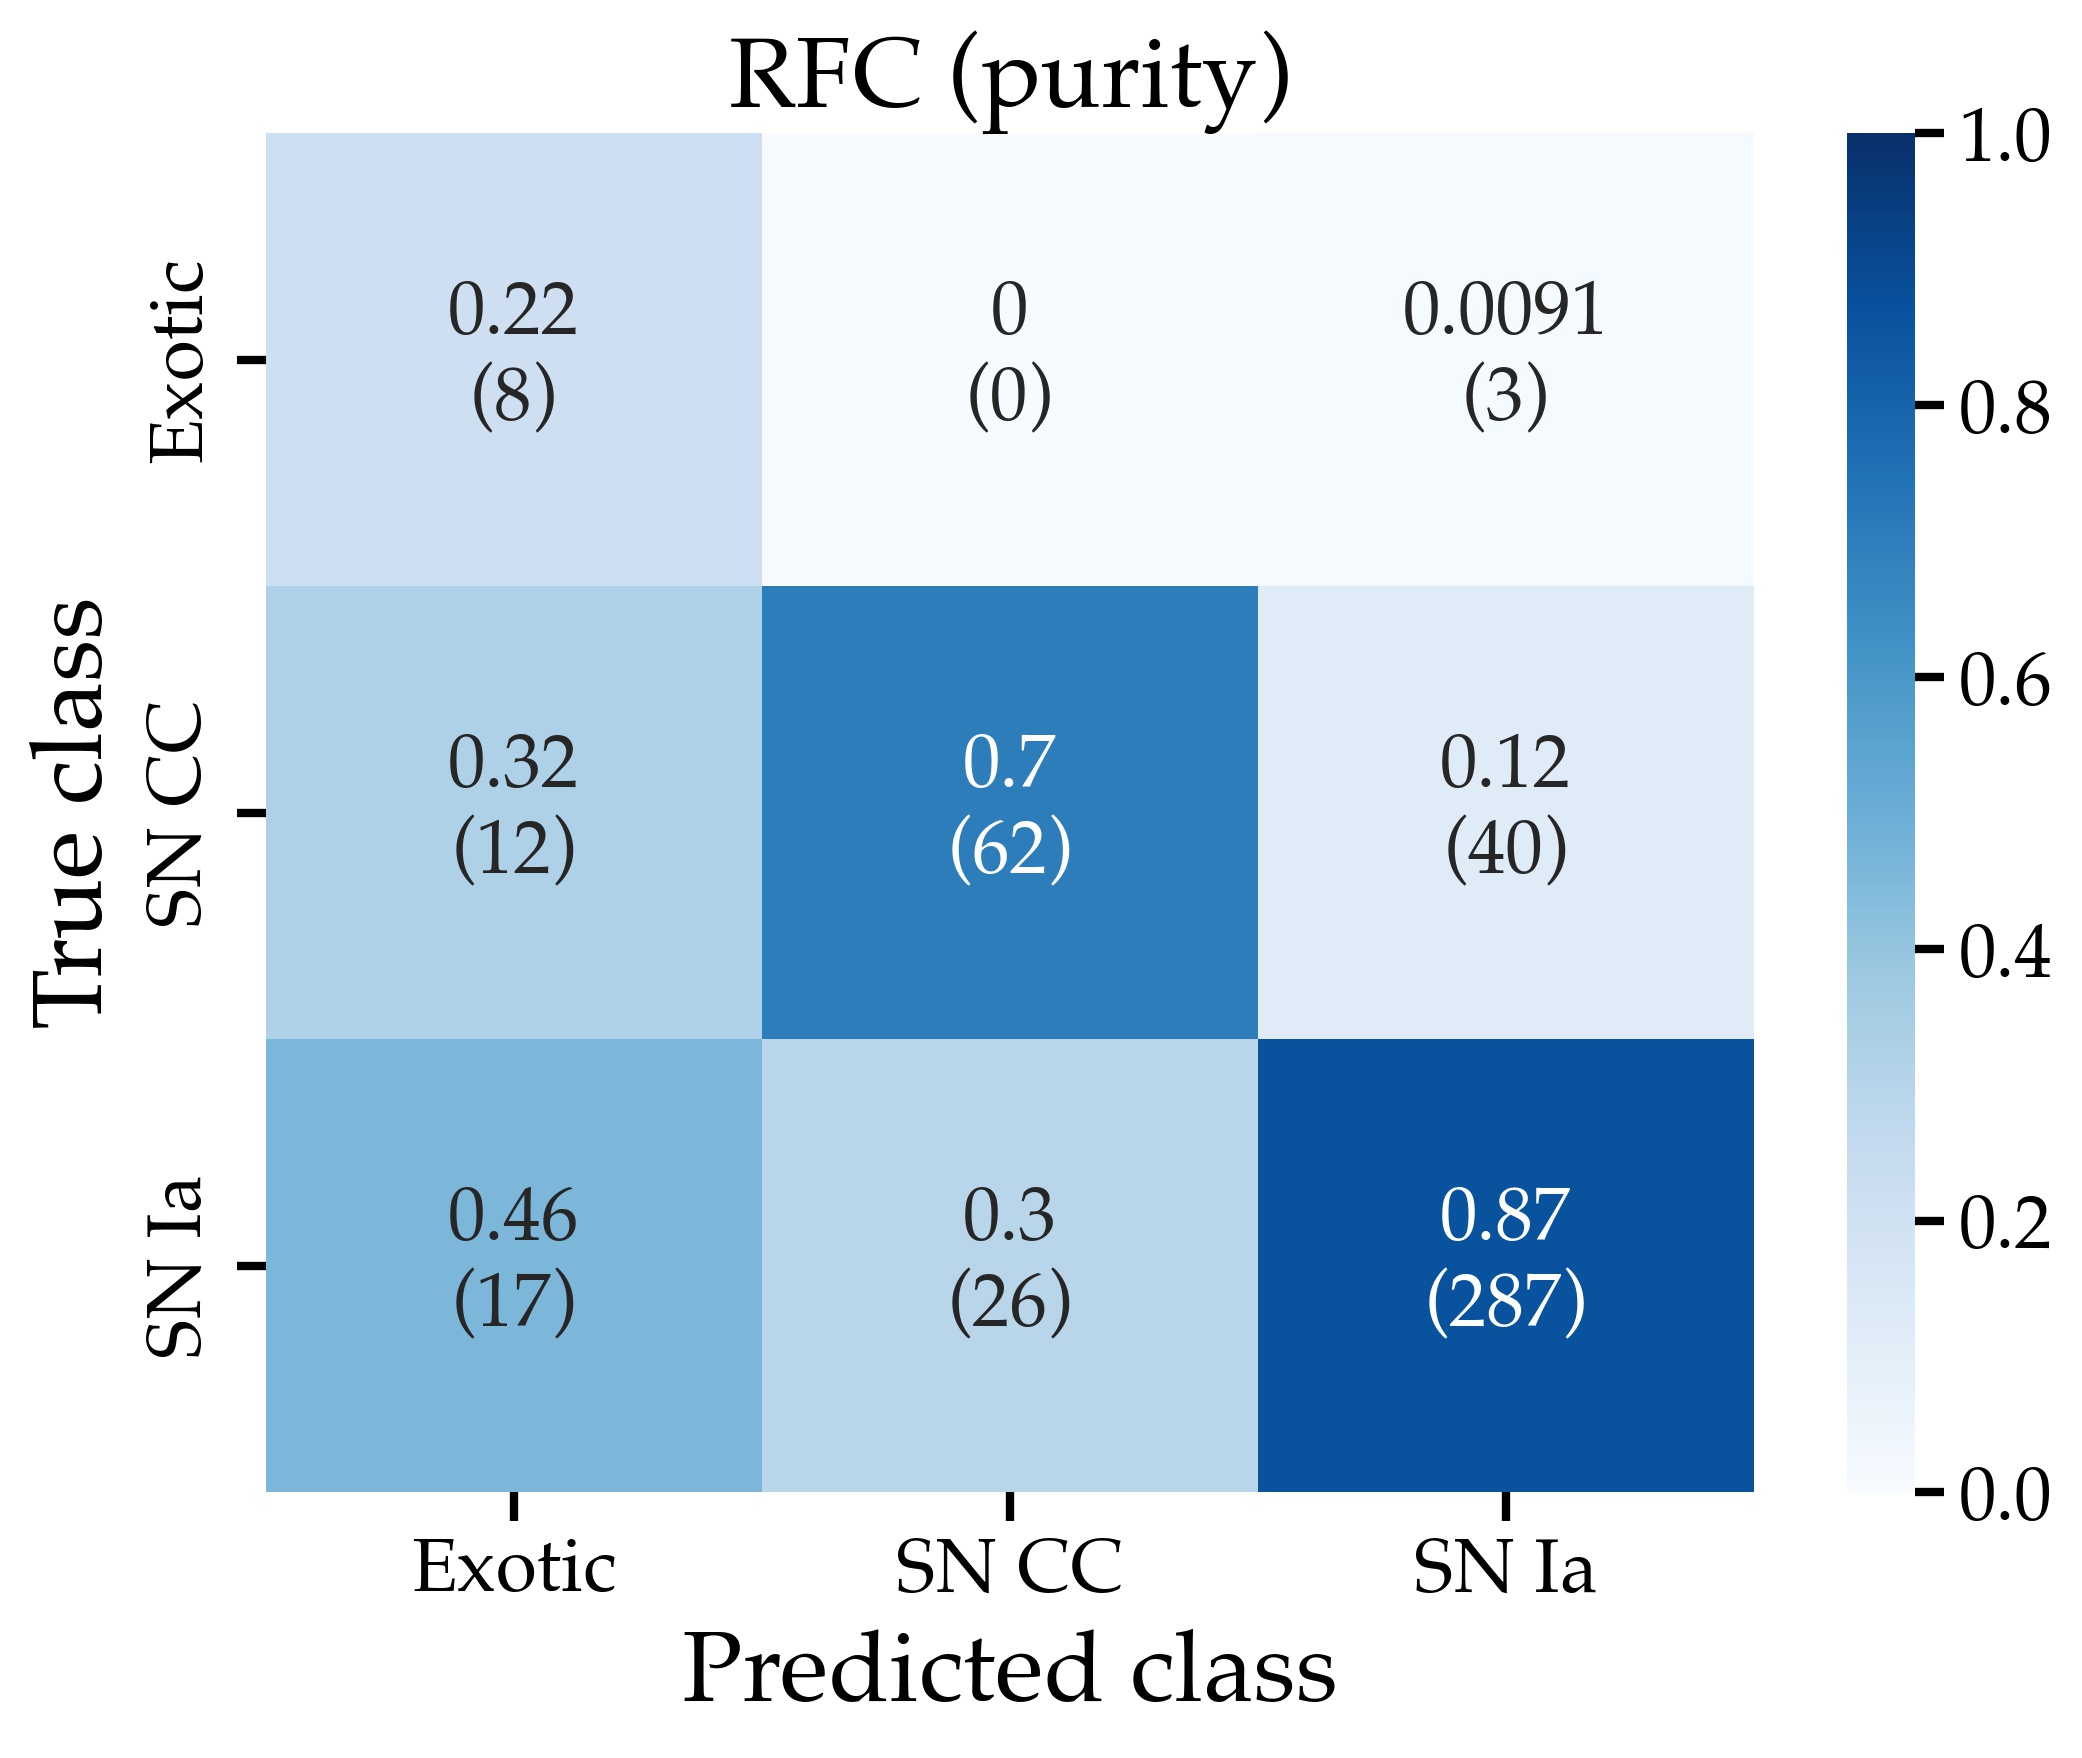 RFC (purity)
True class
Exotic
0.22
(8)
0
(0)
0.0091
(3)
SN CC
0.32
(12)
0.7
(62)
0.12
(40)
SN Ia
0.46
(17)
0.3
(26)
0.87
(287)
Exotic
SN CC
SN Ia
Predicted class
1.0
0.8
0.6
0.4
0.2
0.0